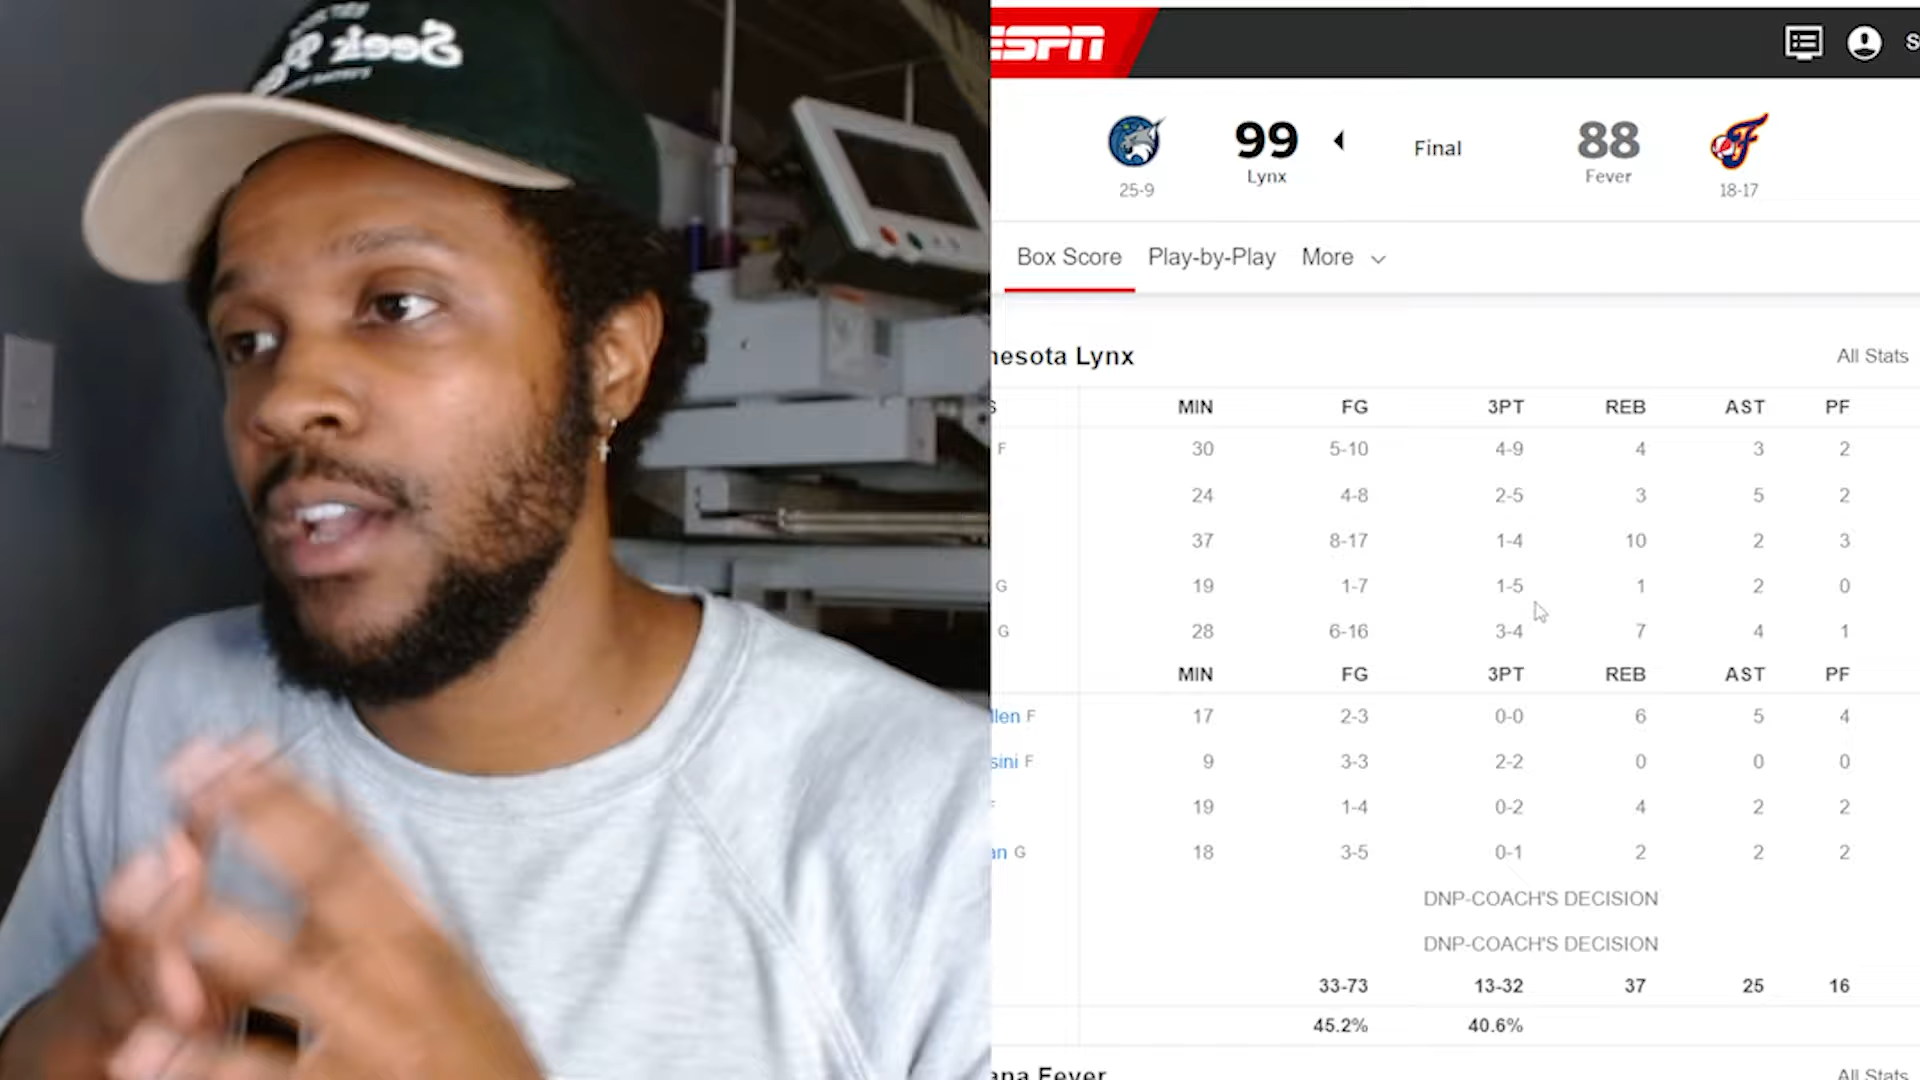 ESPN
S
99 Final 88
Lynx Fever
25-9 18-17
Box Score Play-by-Play More
nesota Lynx All Stats
S MIN FG 3PT REB AST PF
F 30 5-10 4-9 4 3 2
24 4-8 2-5 3 5 2
37 8-17 1-4 10 2 3
G 19 1-7 1-5 1 2 0
G 28 6-16 3-4 7 4 1
MIN FG 3PT REB AST PF
llen F 17 2-3 0-0 6 5 4
sini F 9 3-3 2-2 0 0 0
F 19 1-4 0-2 4 2 2
an G 18 3-5 0-1 2 2 2
DNP-COACH'S DECISION
DNP-COACH'S DECISION
33-73 13-32 37 25 16
45.2% 40.6%
ana Fever All Stats
Seek